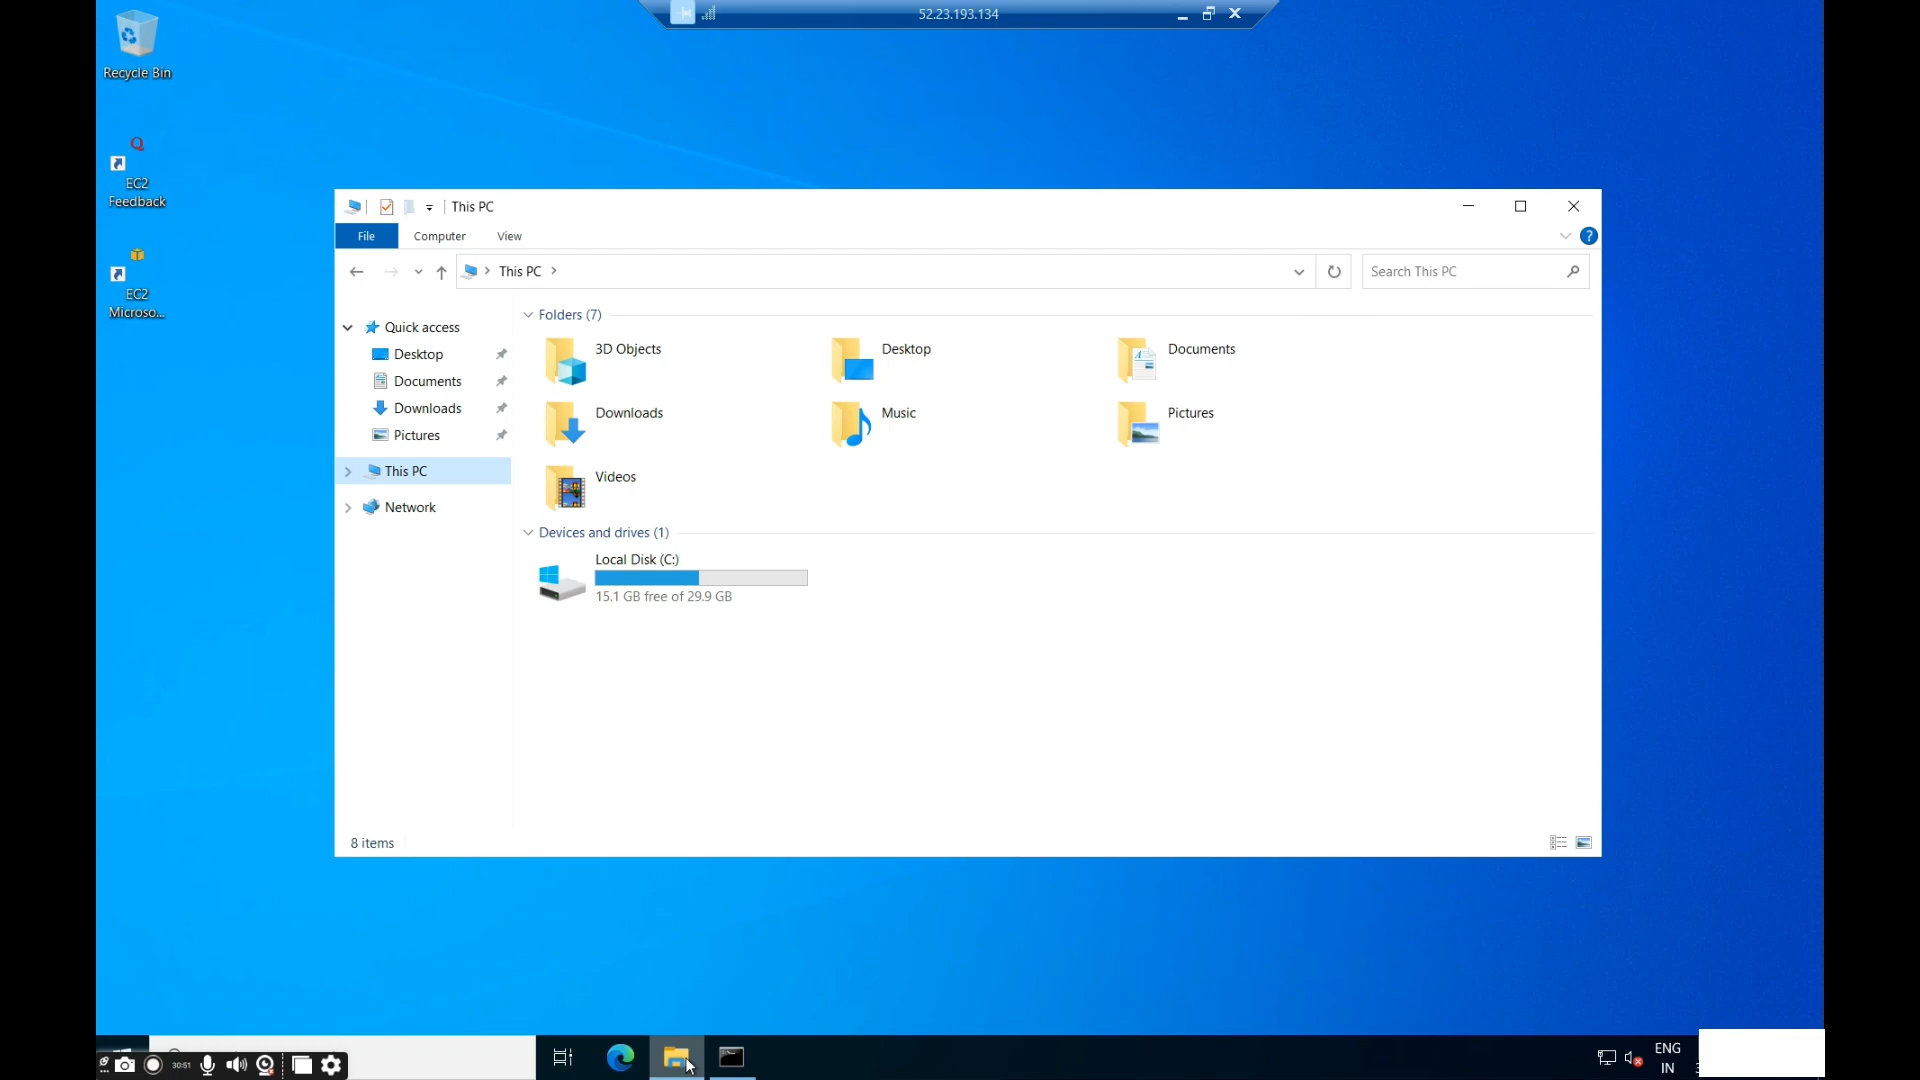 52.23.193.134
Recycle Bin
Q
EC2
Feedback
EC2
Microso...
This PC
File
Computer
View
?
This PC
Search This PC
Quick access
Desktop
Documents
Downloads
Pictures
This PC
Network
Folders (7)
3D Objects
Desktop
Documents
Downloads
Music
Pictures
Videos
Devices and drives (1)
Local Disk (C:)
15.1 GB free of 29.9 GB
8 items
30:51
ENG
IN